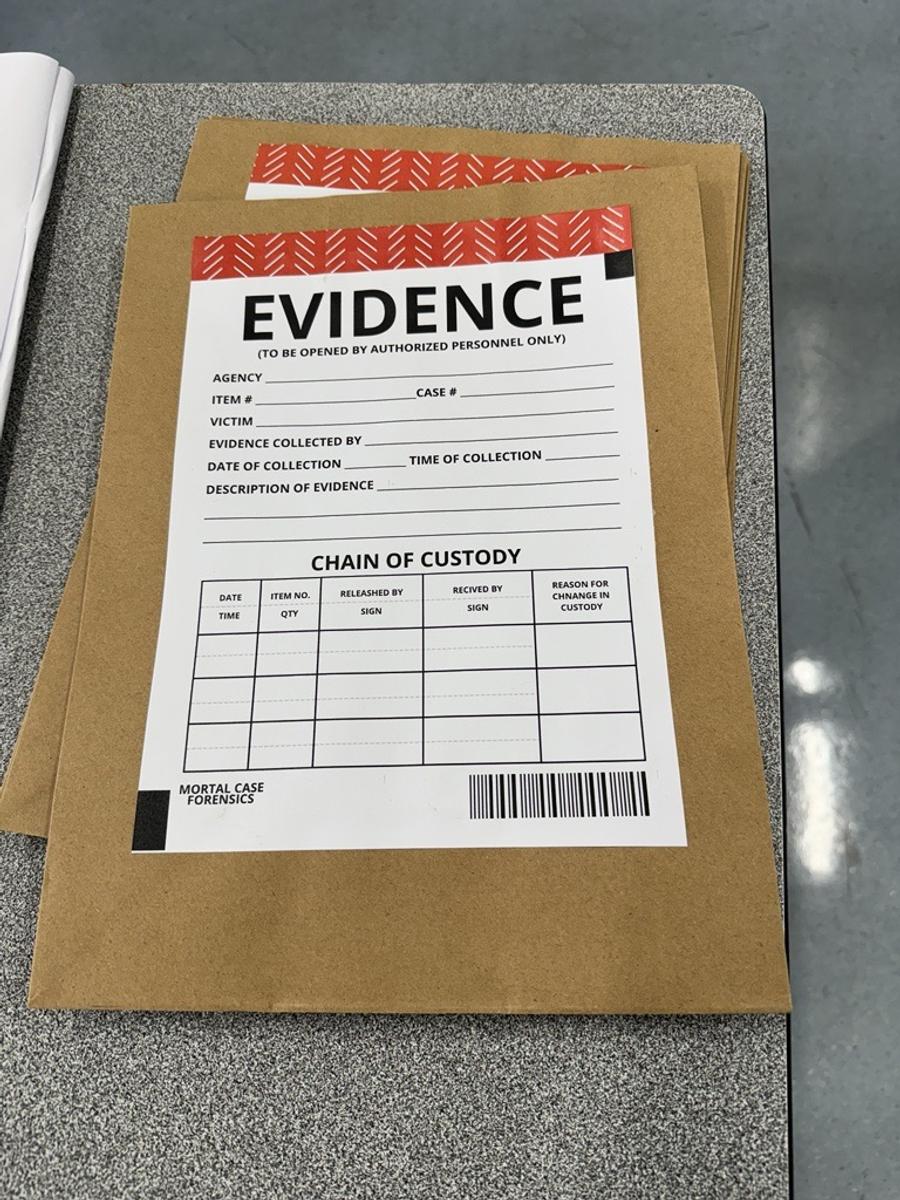 EVIDENCE
(TO BE OPENED BY AUTHORIZED PERSONNEL ONLY)
AGENCY
ITEM # CASE #
VICTIM
EVIDENCE COLLECTED BY
DATE OF COLLECTION TIME OF COLLECTION
DESCRIPTION OF EVIDENCE
CHAIN OF CUSTODY
DATE
TIME
ITEM NO.
QTY
RELEASHED BY
SIGN
RECIVED BY
SIGN
REASON FOR
CHNANGE IN
CUSTODY
MORTAL CASE
FORENSICS